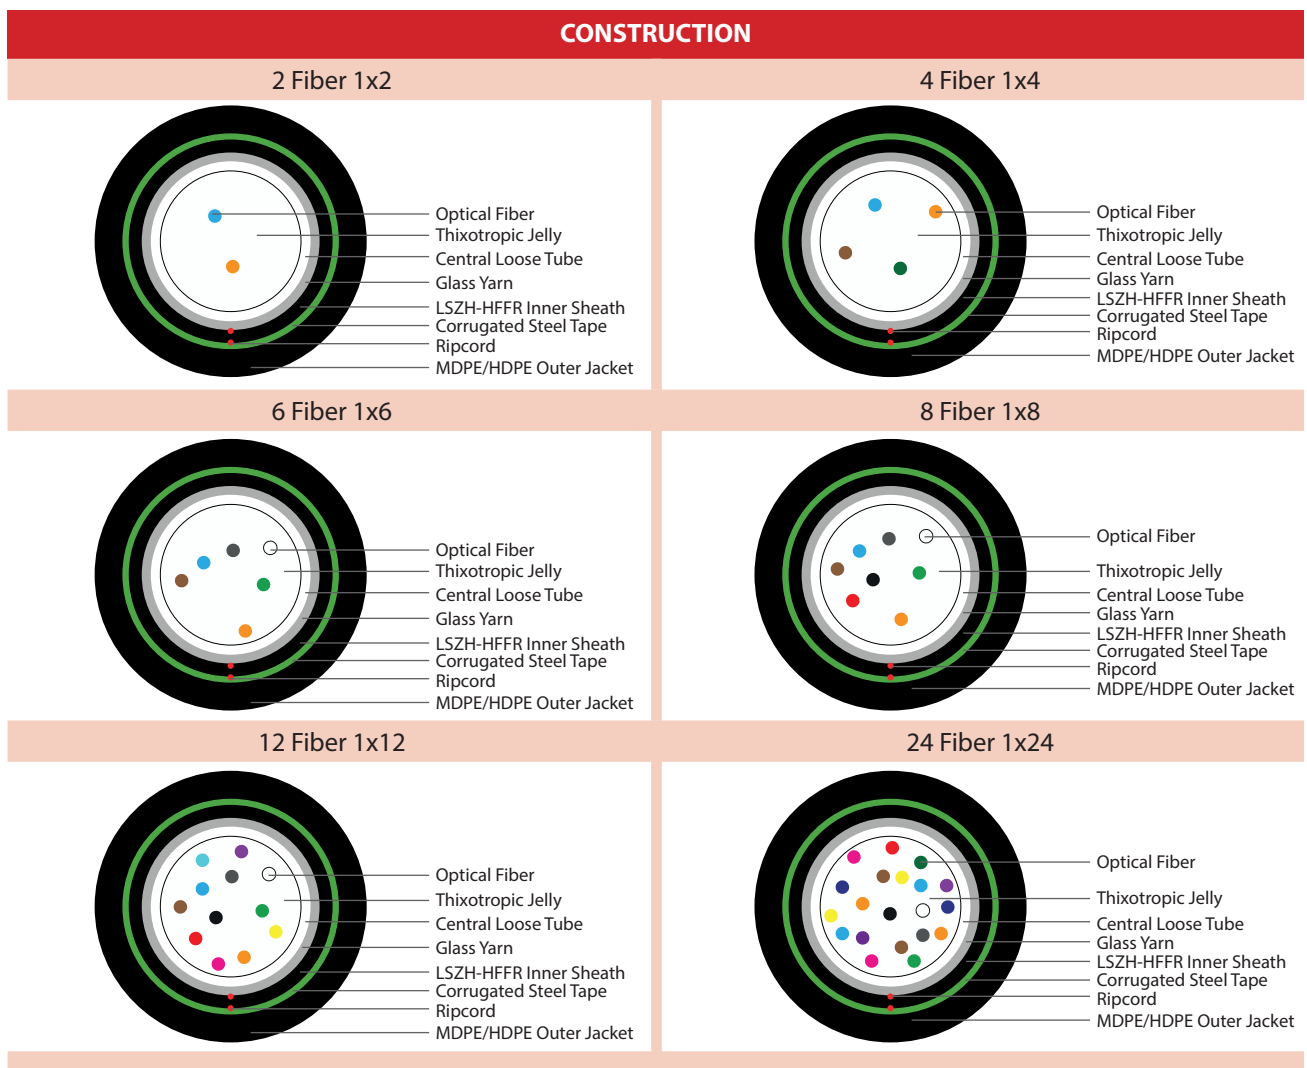 CONSTRUCTION
2 Fiber 1x2
4 Fiber 1x4
Optical Fiber
Thixotropic Jelly
Central Loose Tube
Glass Yarn
LSZH-HFFR Inner Sheath
Corrugated Steel Tape
Ripcord
MDPE/HDPE Outer Jacket
Optical Fiber
Thixotropic Jelly
Central Loose Tube
Glass Yarn
LSZH-HFFR Inner Sheath
Corrugated Steel Tape
Ripcord
MDPE/HDPE Outer Jacket
6 Fiber 1x6
8 Fiber 1x8
Optical Fiber
Thixotropic Jelly
Central Loose Tube
Glass Yarn
LSZH-HFFR Inner Sheath
Corrugated Steel Tape
Ripcord
MDPE/HDPE Outer Jacket
Optical Fiber
Thixotropic Jelly
Central Loose Tube
Glass Yarn
LSZH-HFFR Inner Sheath
Corrugated Steel Tape
Ripcord
MDPE/HDPE Outer Jacket
12 Fiber 1x12
24 Fiber 1x24
Optical Fiber
Thixotropic Jelly
Central Loose Tube
Glass Yarn
LSZH-HFFR Inner Sheath
Corrugated Steel Tape
Ripcord
MDPE/HDPE Outer Jacket
Optical Fiber
Thixotropic Jelly
Central Loose Tube
Glass Yarn
LSZH-HFFR Inner Sheath
Corrugated Steel Tape
Ripcord
MDPE/HDPE Outer Jacket